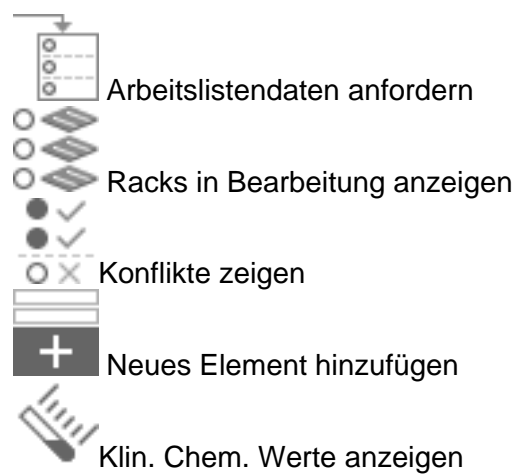 Arbeitslistendaten anfordern
Racks in Bearbeitung anzeigen
Konflikte zeigen
Neues Element hinzufügen
Klin. Chem. Werte anzeigen